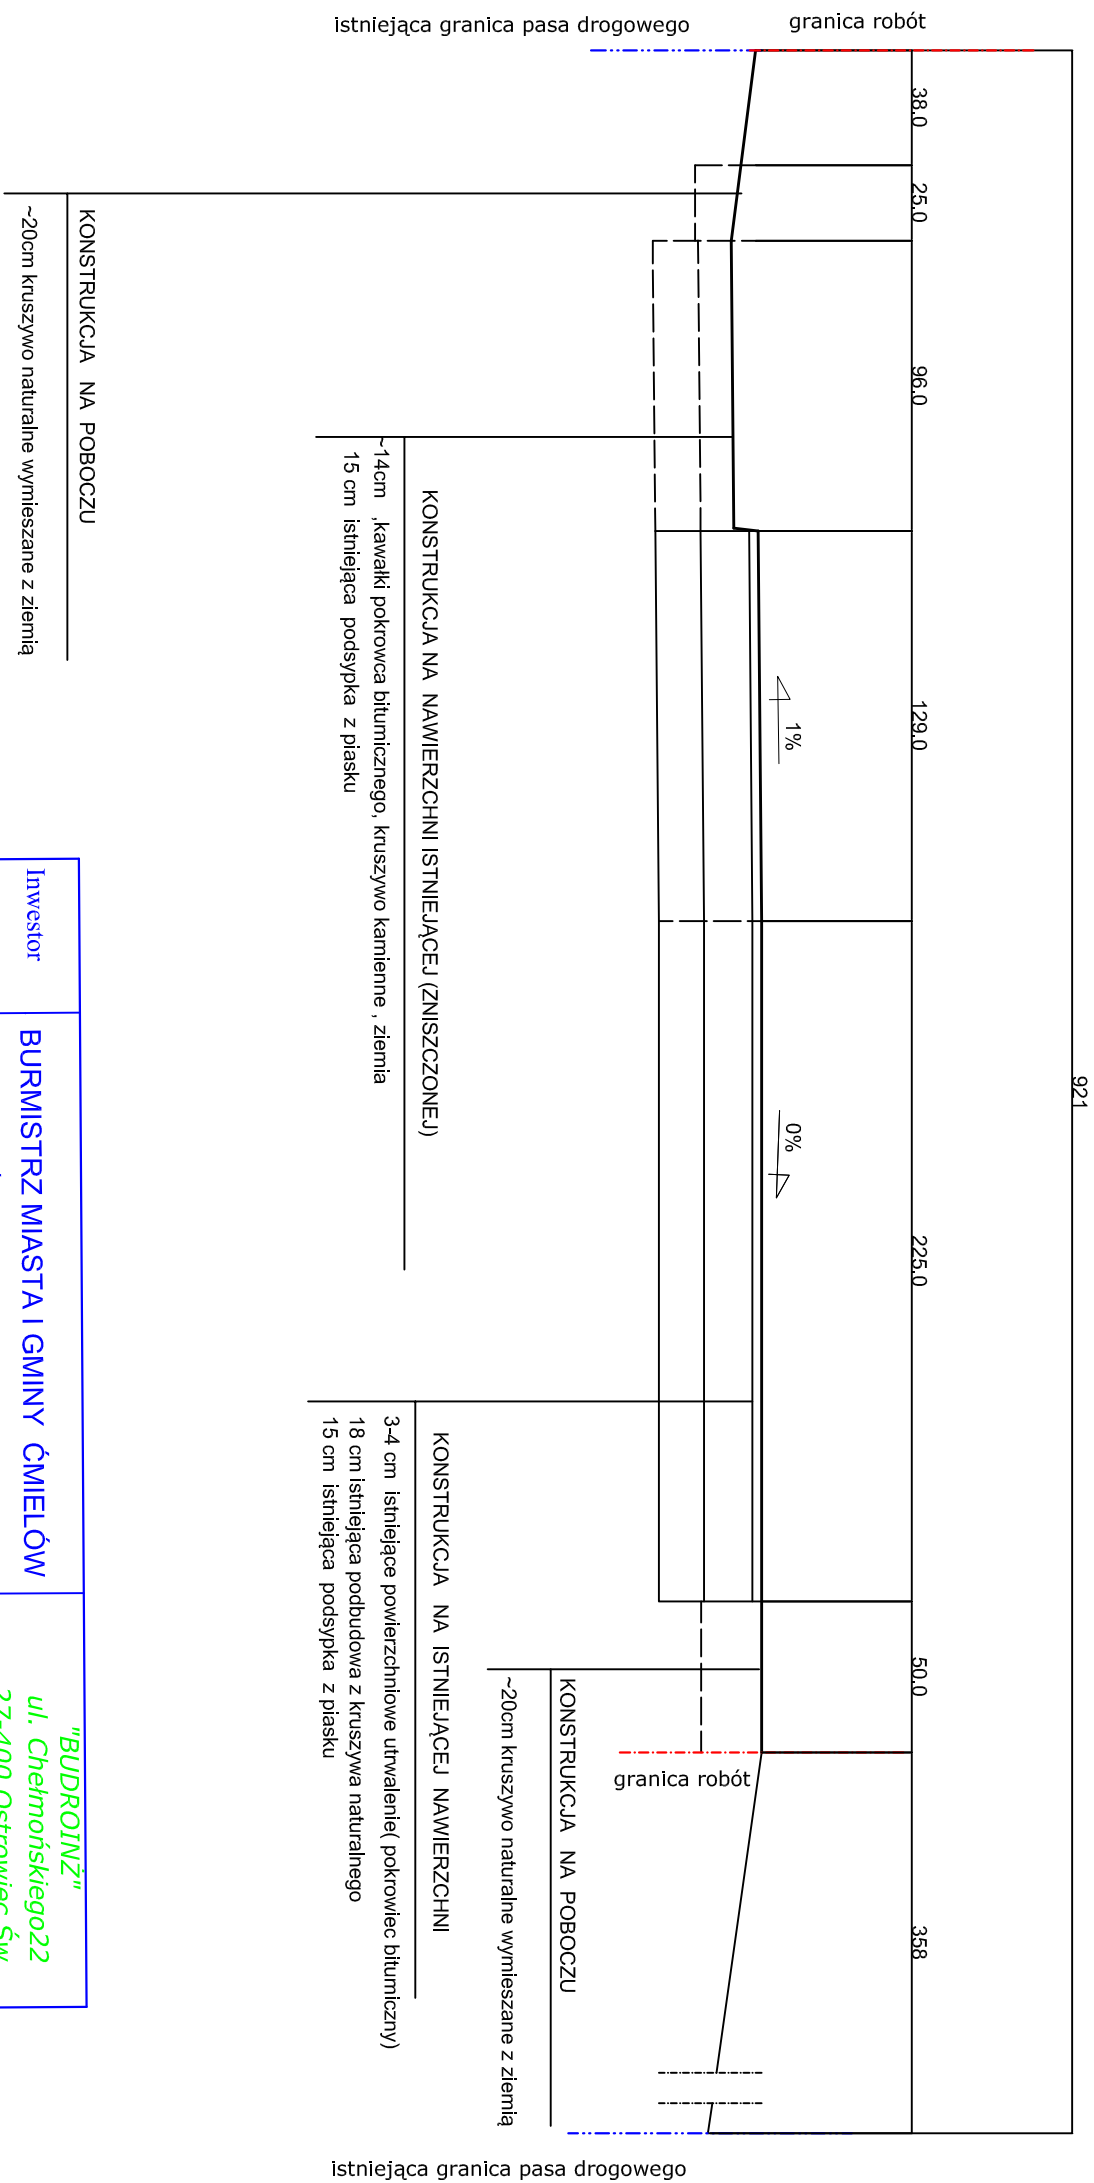 istniejąca granica pasa drogowego
granica robót
38,0
25,0
96,0
129,0
225,0
50,0
358
921
1%
0%
KONSTRUKCJA NA POBOCZU
~20cm kruszywo naturalne wymieszane z ziemią
KONSTRUKCJA NA NAWIERZCHNI ISTNIEJĄCEJ (ZNISZCZONEJ)
~14cm ,kawałki pokrowca bitumicznego, kruszywo kamienne , ziemia
15 cm istniejąca podsypka z piasku
KONSTRUKCJA NA ISTNIEJĄCEJ NAWIERZCHNI
3-4 cm istniejące powierzchniowe utrwalenie( pokrowiec bitumiczny)
18 cm istniejąca podbudowa z kruszywa naturalnego
15 cm istniejąca podsypka z piasku
KONSTRUKCJA NA POBOCZU
~20cm kruszywo naturalne wymieszane z ziemią
granica robót
istniejąca granica pasa drogowego
Inwestor
BURMISTRZ MIASTA I GMINY ĆMIELÓW
"BUDROINŻ"
ul. Chełmońskiego22
27-400 Ostrowiec Św